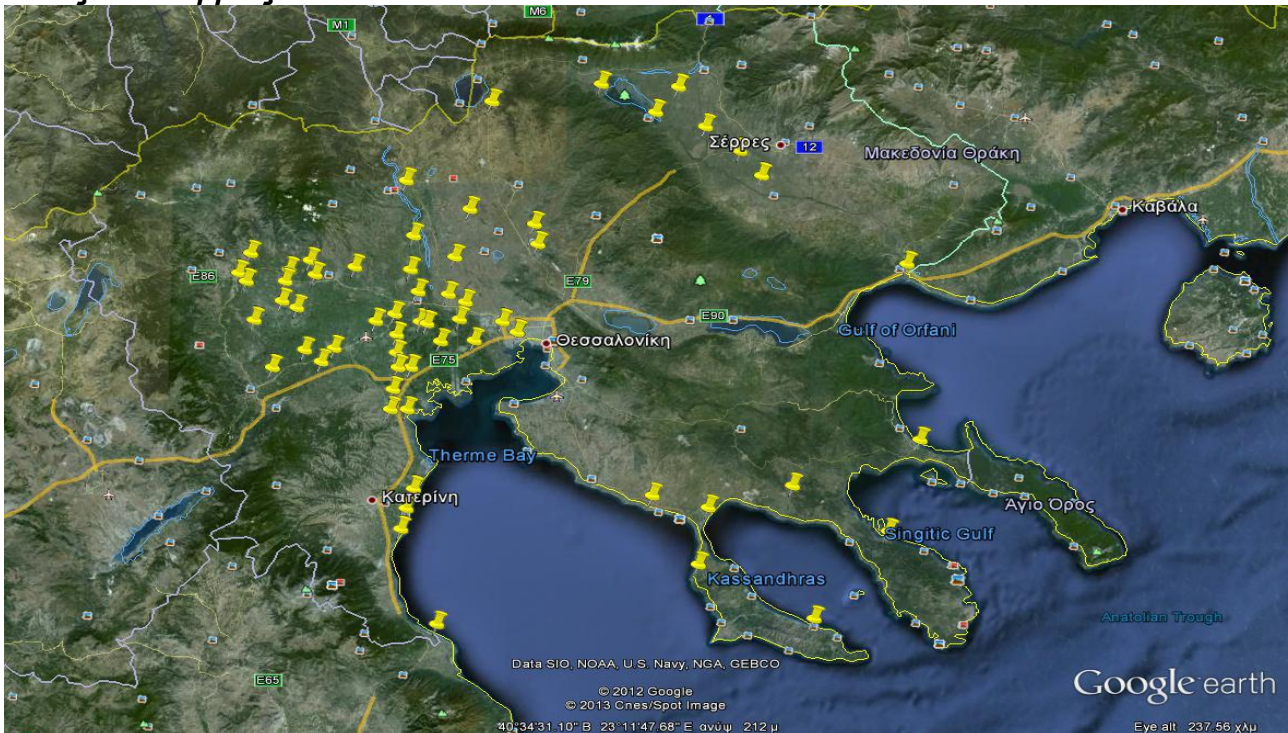 M1
M6
4
Σέρρες
12
Μακεδονία Θράκη
Καβάλα
E86
E79
E90
Gulf of Orfani
Θεσσαλονίκη
E75
Therme Bay
Κατερίνη
Άγιο Όρος
Singitic Gulf
Kassandhras
Anatolian Trough
E65
Data SIO, NOAA, U.S. Navy, NGA, GEBCO
© 2012 Google
© 2013 Cnes/Spot Image
Google earth
40°34'31.10" Β 23°11'47.68" Ε ανύψ 212 μ
Eye alt 237.56 χλμ